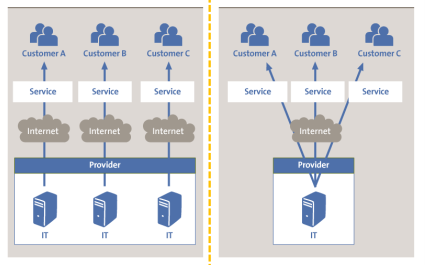 Customer A Customer B Customer C
Service Service Service
Internet Internet Internet
Provider
IT IT IT
Customer A Customer B Customer C
Service Service Service
Internet
Provider
IT